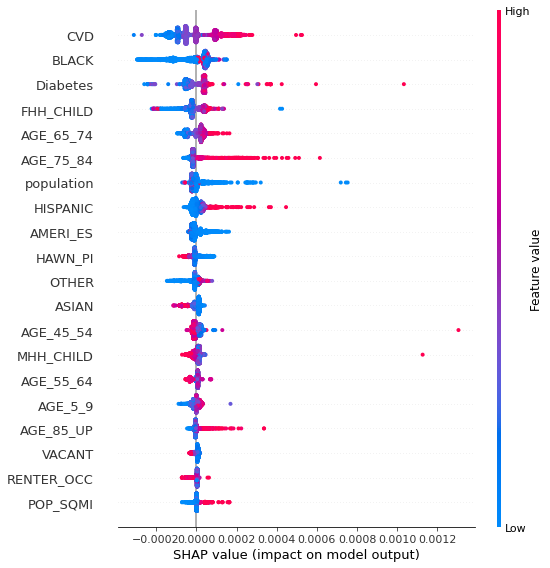 High
CVD
BLACK
Diabetes
FHH_CHILD
AGE_65_74
AGE_75_84
population
HISPANIC
AMERI_ES
HAWN_PI
OTHER
ASIAN
AGE_45_54
MHH_CHILD
AGE_55_64
AGE_5_9
AGE_85_UP
VACANT
RENTER_OCC
POP_SQMI
Feature value
Low
−0.0002 0.0000 0.0002 0.0004 0.0006 0.0008 0.0010 0.0012
SHAP value (impact on model output)